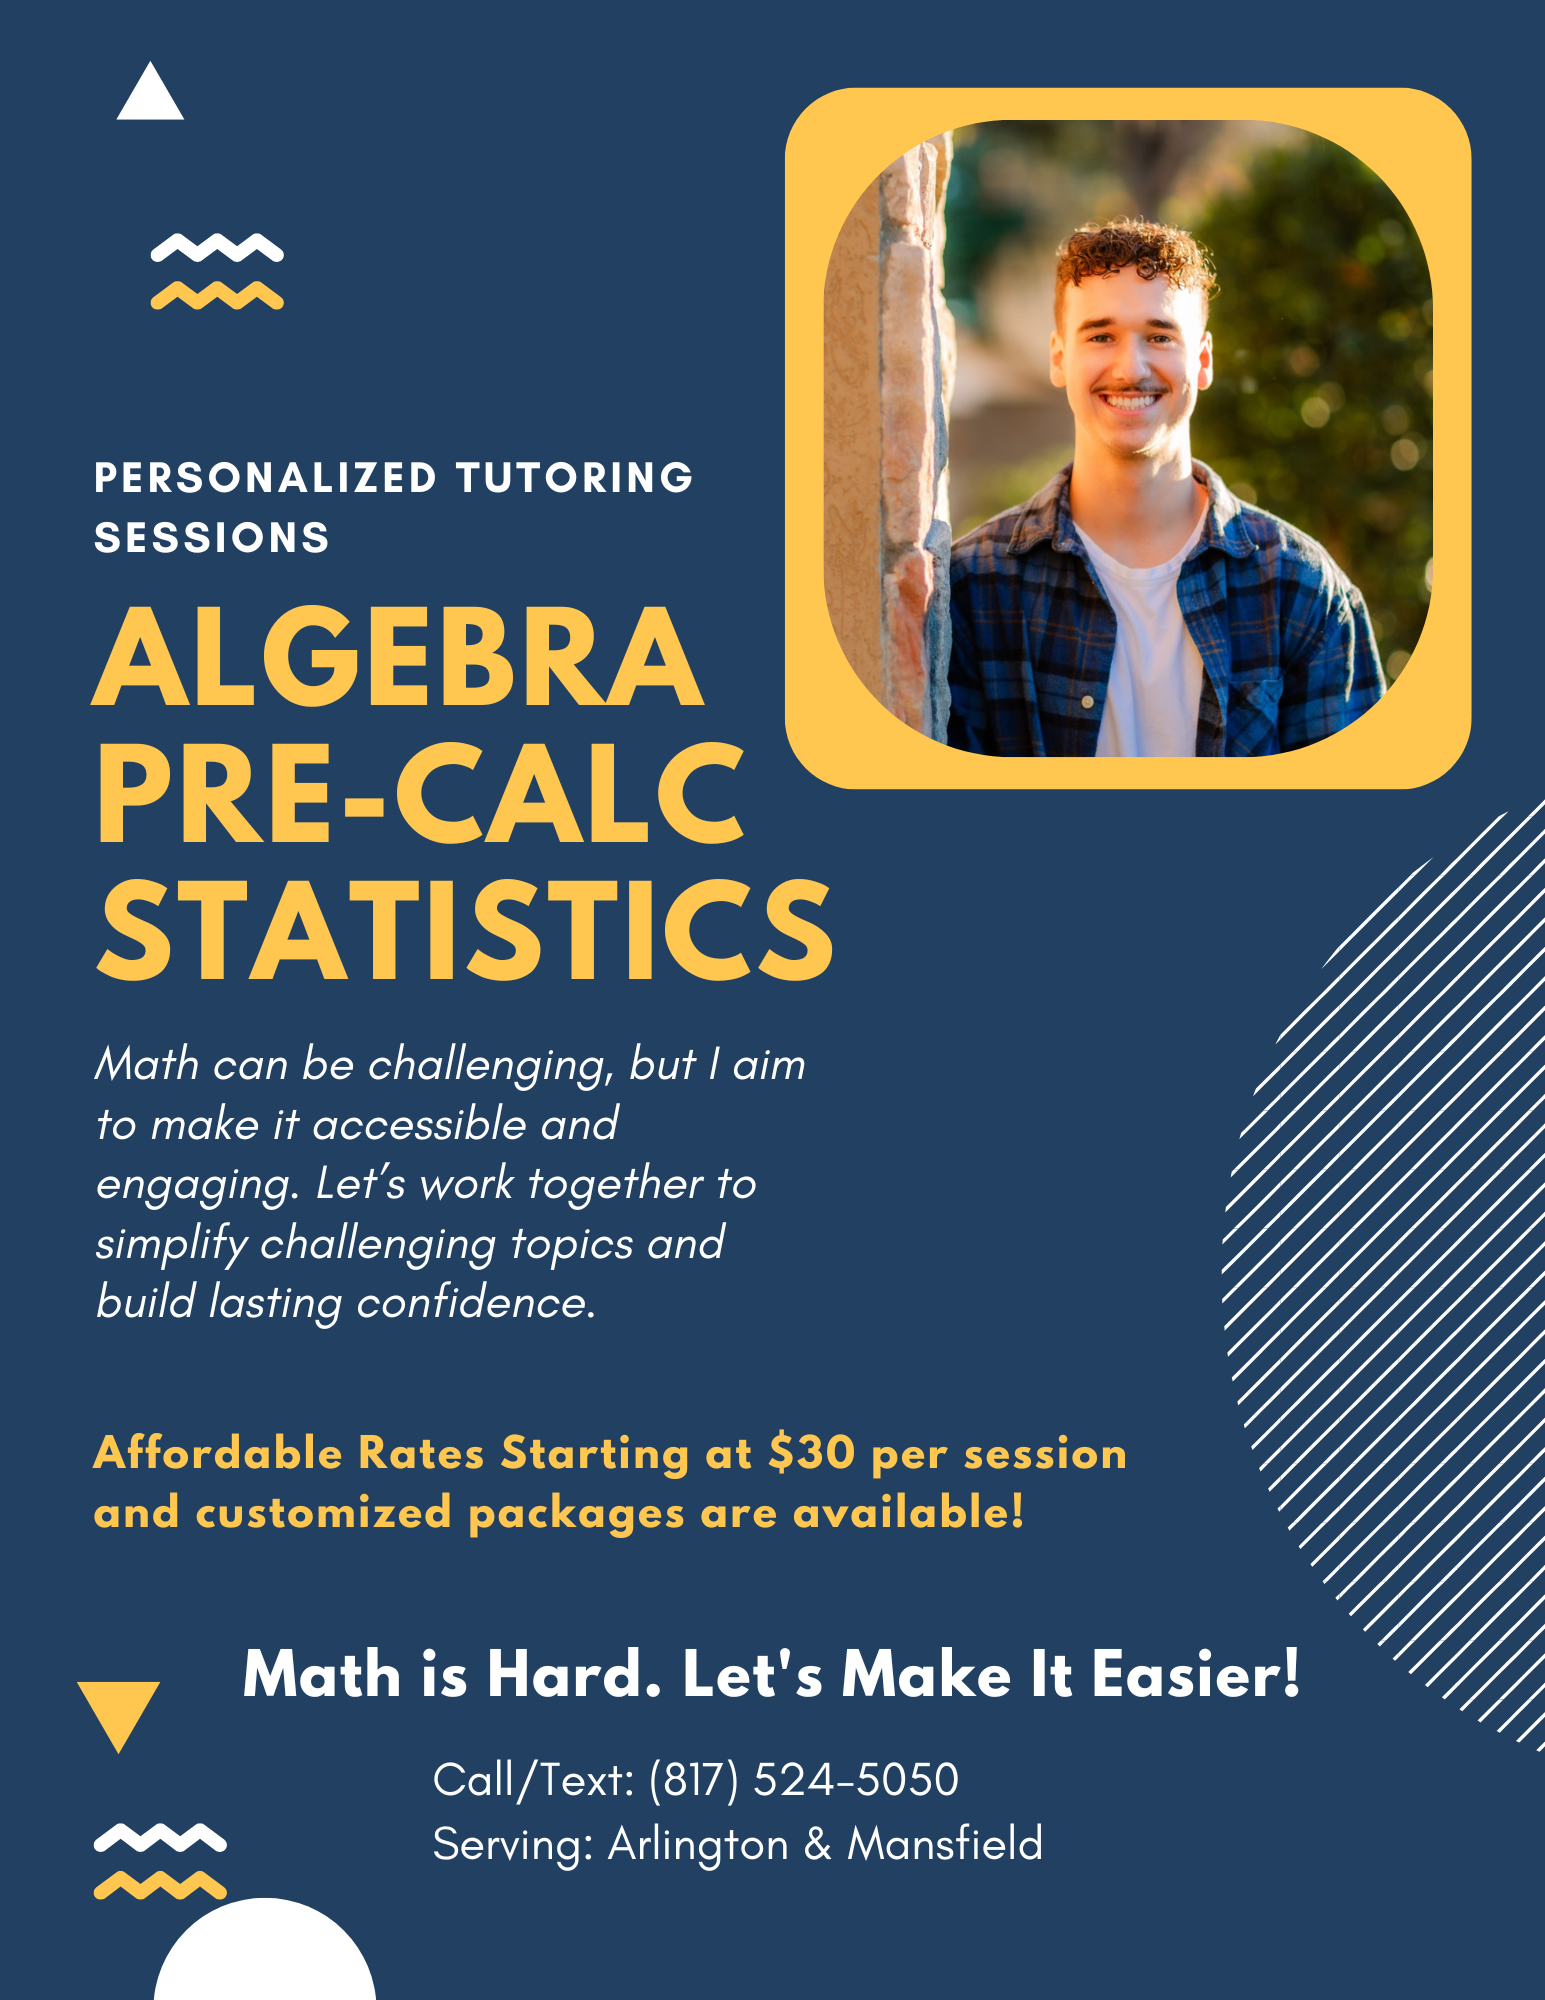 PERSONALIZED TUTORING
SESSIONS
ALGEBRA
PRE-CALC
STATISTICS
Math can be challenging, but I aim
to make it accessible and
engaging. Let’s work together to
simplify challenging topics and
build lasting confidence.
Affordable Rates Starting at $30 per session
and customized packages are available!
Math is Hard. Let's Make It Easier!
Call/Text: (817) 524-5050
Serving: Arlington & Mansfield